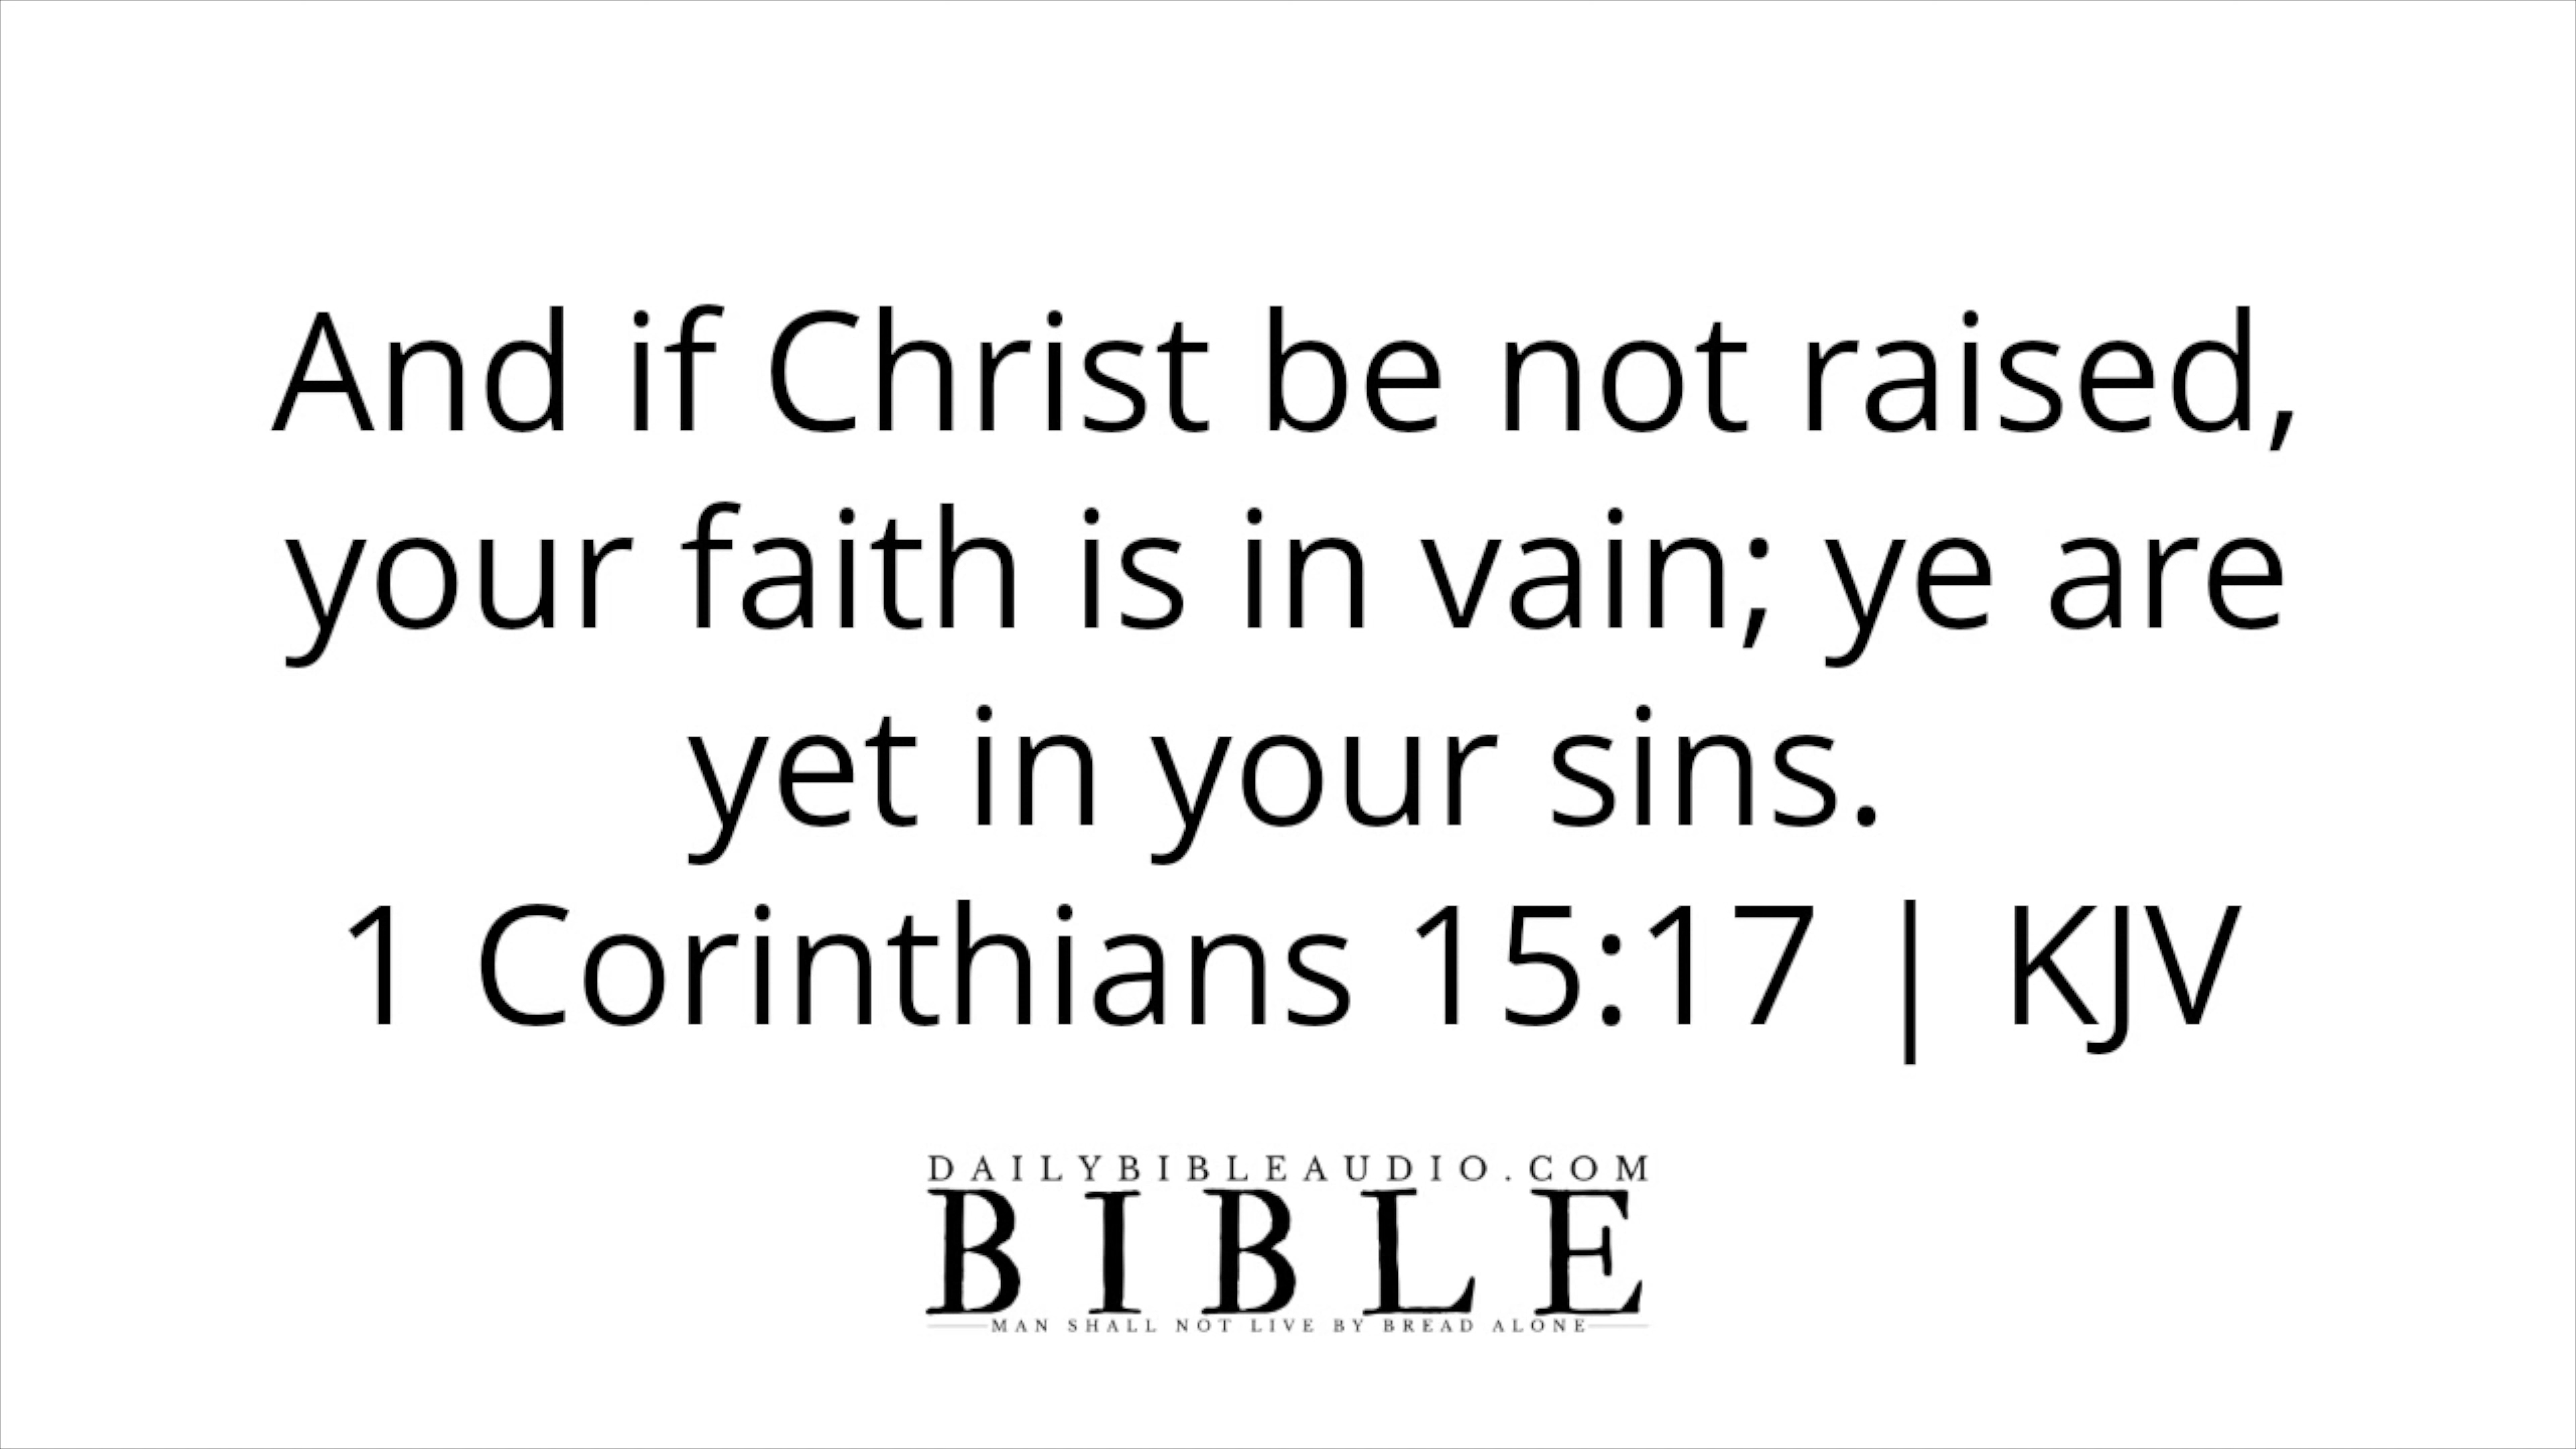 And if Christ be not raised,
your faith is in vain; ye are
yet in your sins.
1 Corinthians 15:17 | KJV
DAILYBIBLEAUDIO.COM
BIBLE
MAN SHALL NOT LIVE BY BREAD ALONE